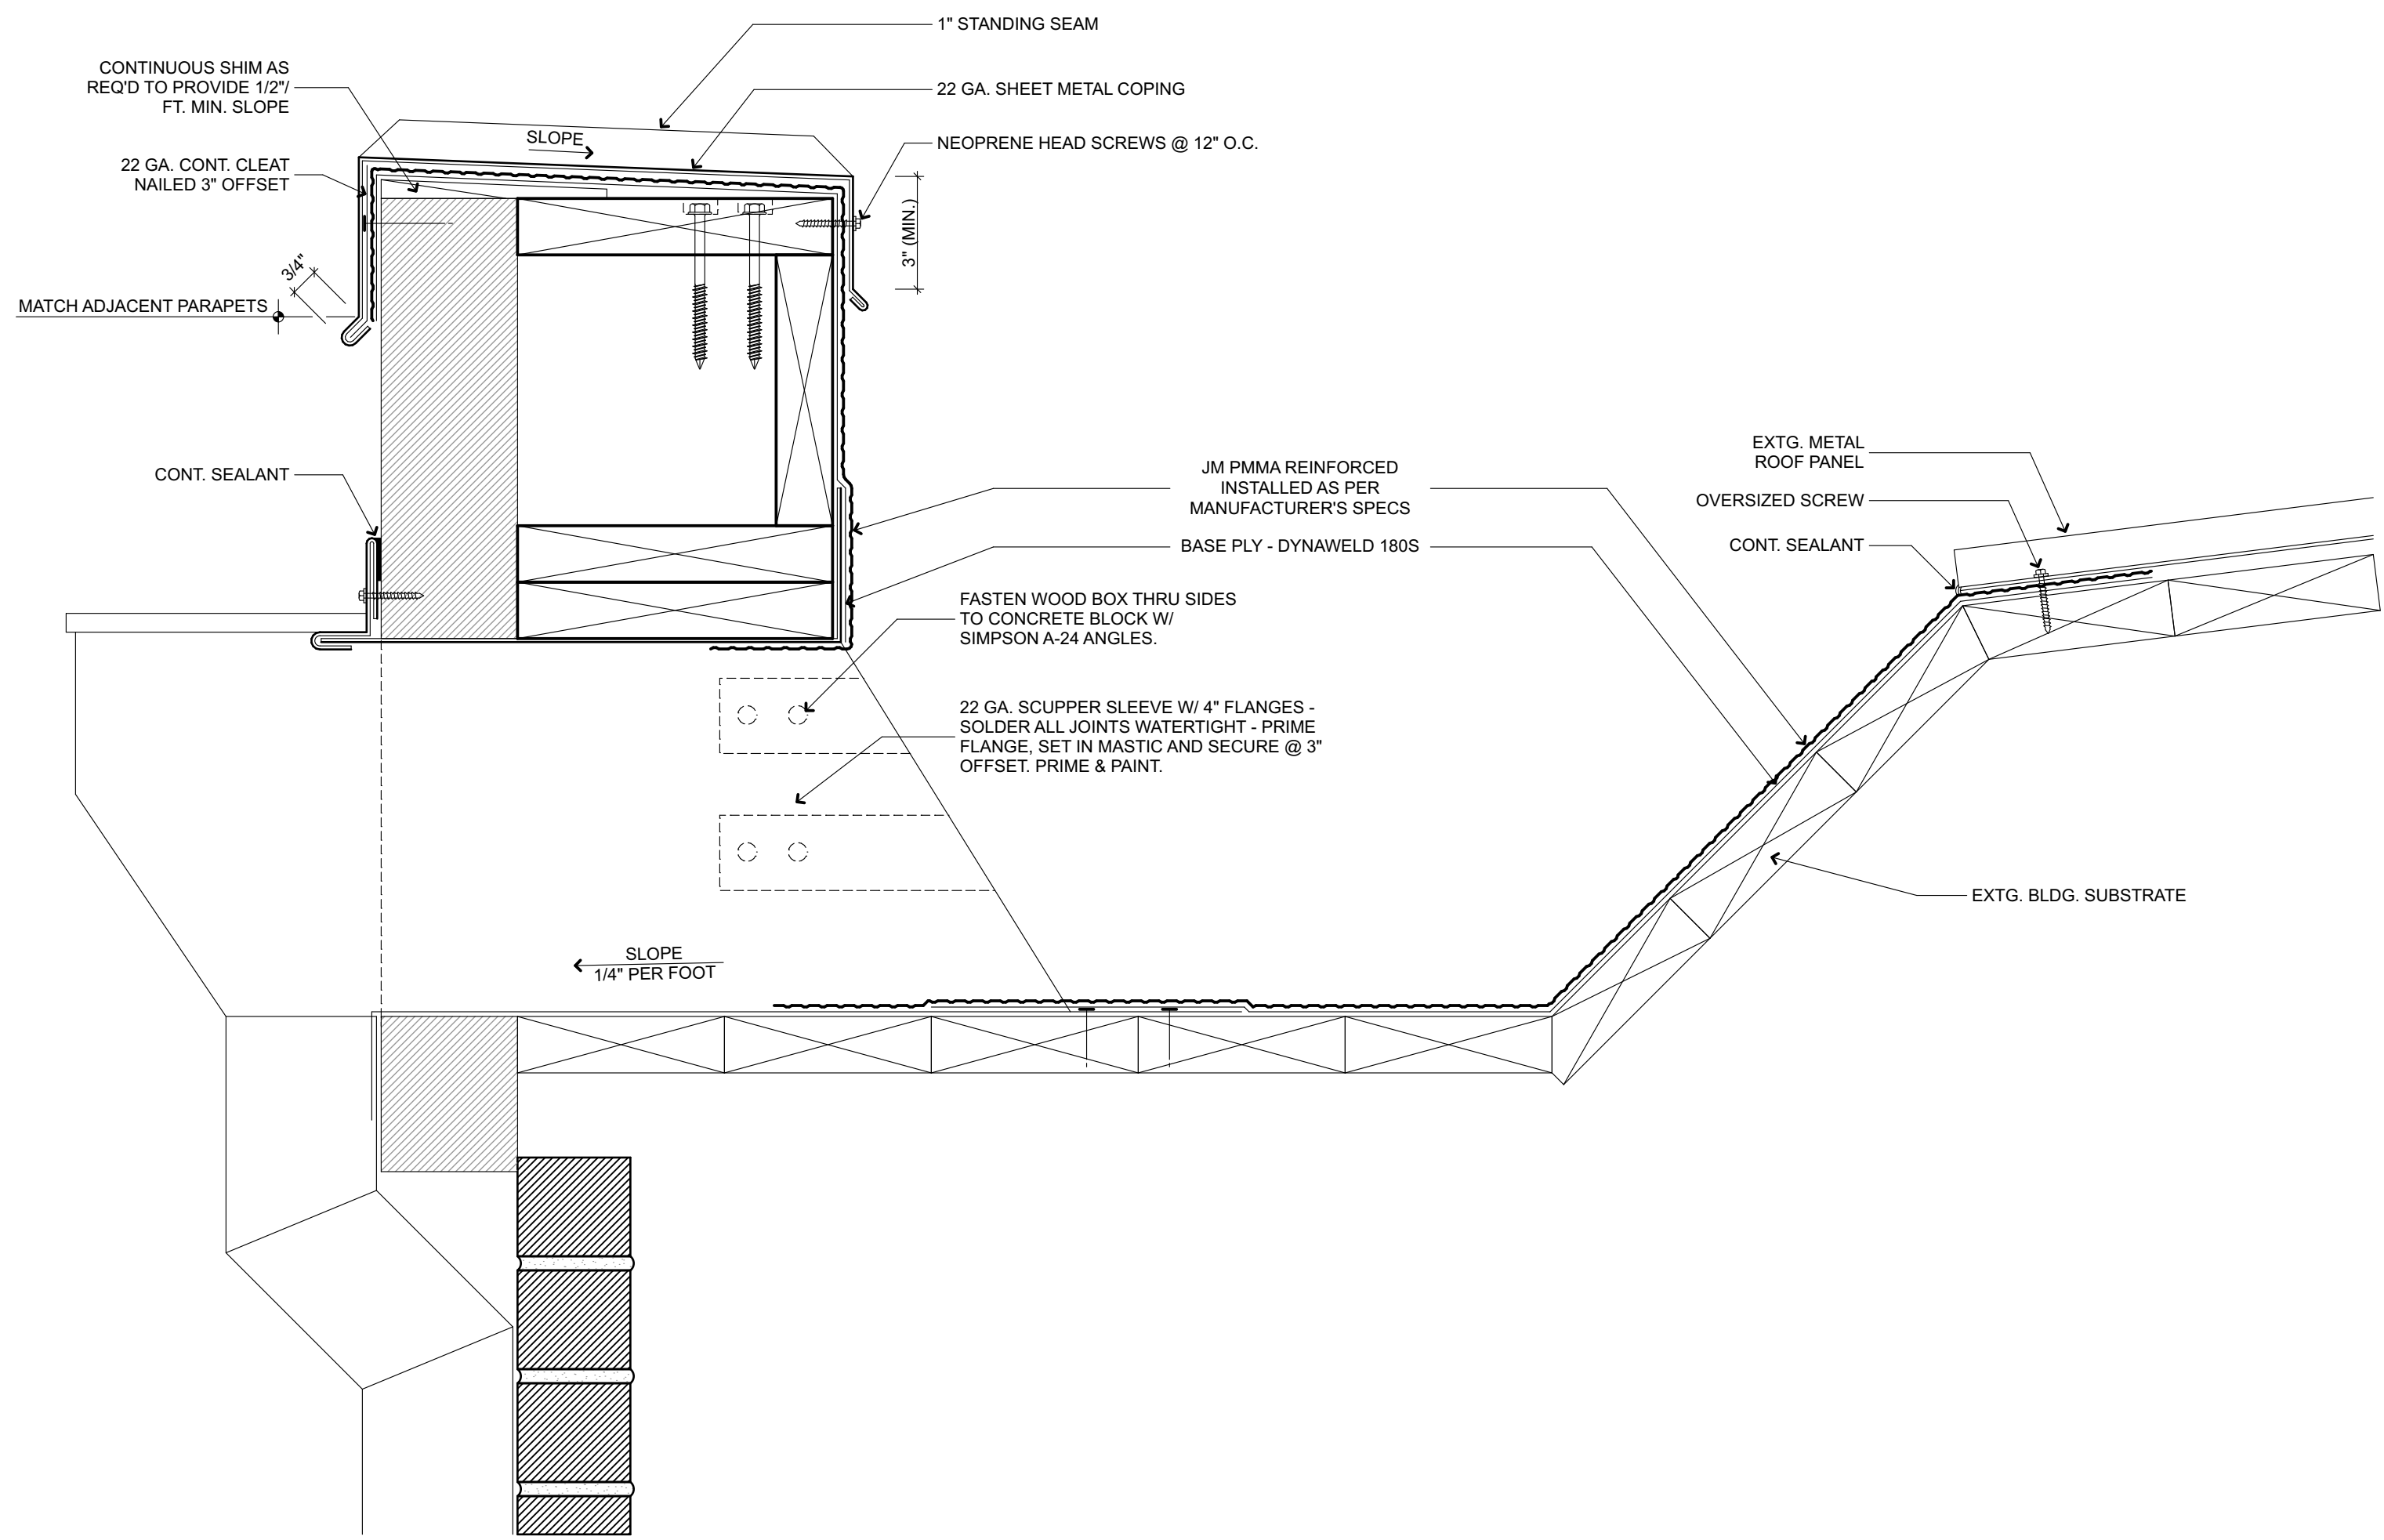 1" STANDING SEAM
CONTINUOUS SHIM AS
REQ'D TO PROVIDE 1/2"/
FT. MIN. SLOPE
22 GA. SHEET METAL COPING
SLOPE
NEOPRENE HEAD SCREWS @ 12" O.C.
22 GA. CONT. CLEAT
NAILED 3" OFFSET
3" (MIN.)
3/4"
MATCH ADJACENT PARAPETS
CONT. SEALANT
JM PMMA REINFORCED
INSTALLED AS PER
MANUFACTURER'S SPECS
EXTG. METAL
ROOF PANEL
OVERSIZED SCREW
CONT. SEALANT
BASE PLY - DYNAWELD 180S
FASTEN WOOD BOX THRU SIDES
TO CONCRETE BLOCK W/
SIMPSON A-24 ANGLES.
22 GA. SCUPPER SLEEVE W/ 4" FLANGES -
SOLDER ALL JOINTS WATERTIGHT - PRIME
FLANGE, SET IN MASTIC AND SECURE @ 3"
OFFSET. PRIME & PAINT.
EXTG. BLDG. SUBSTRATE
SLOPE
1/4" PER FOOT